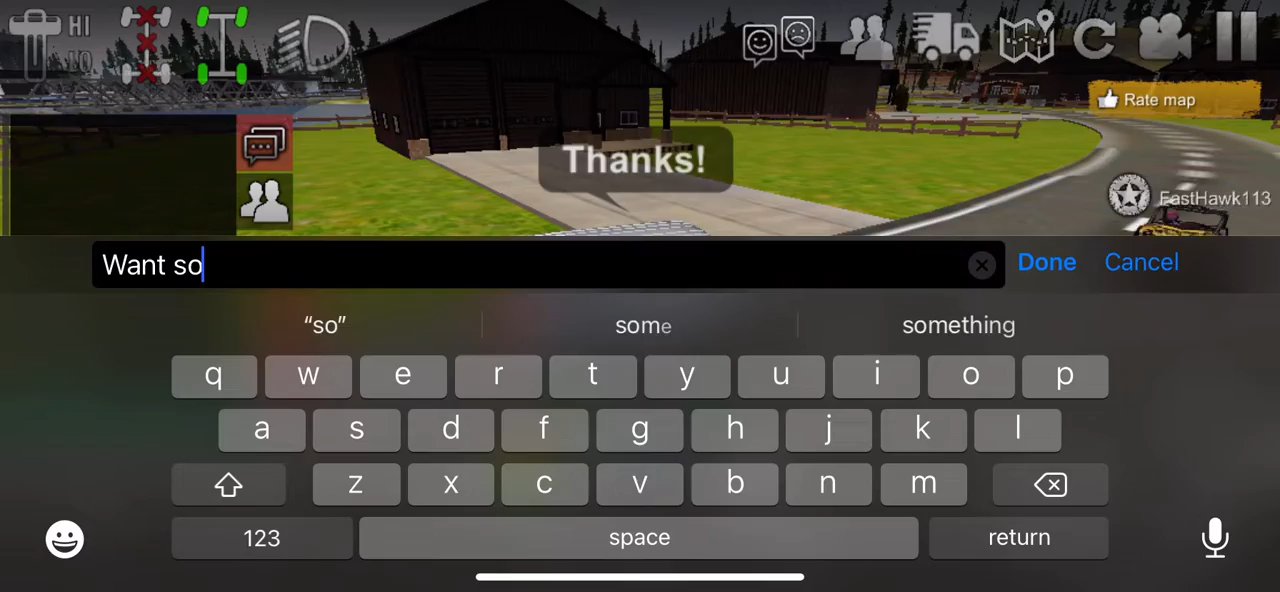 HI
LO
Rate map
Thanks!
FastHawk113
Want so
Done
Cancel
“so”
some
something
q w e r t y u i o p
a s d f g h j k l
z x c v b n m
123
space
return